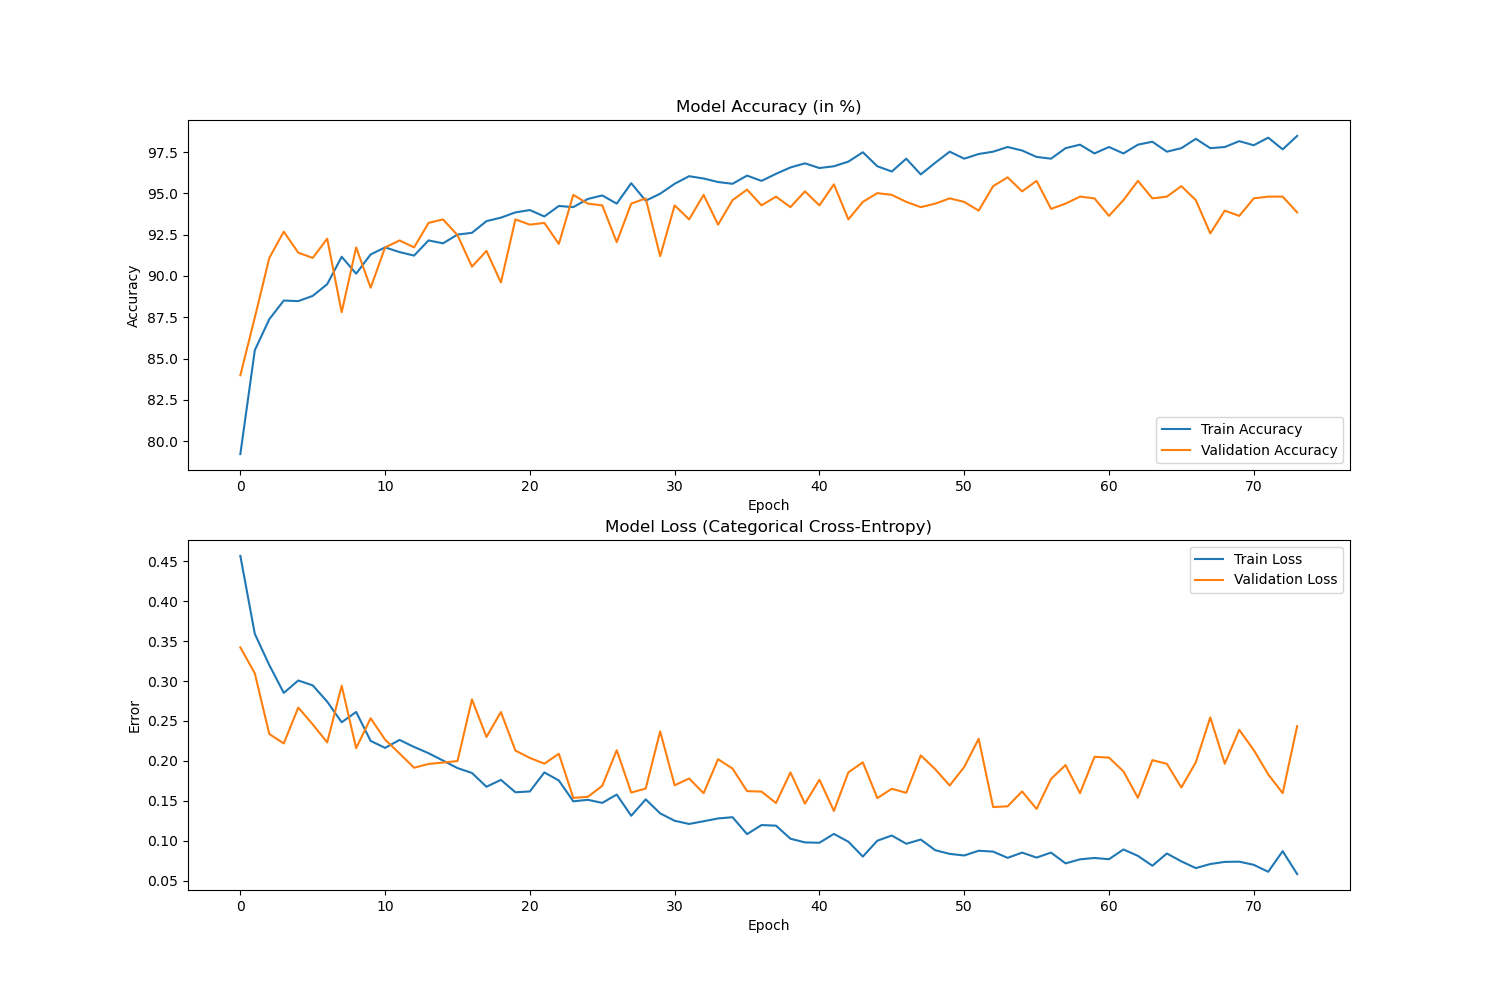 Model Accuracy (in %)
97.5
95.0
92.5
90.0
87.5
85.0
82.5
80.0
Accuracy
Train Accuracy
Validation Accuracy
0 10 20 30 40 50 60 70
Epoch
Model Loss (Categorical Cross-Entropy)
0.45
0.40
0.35
0.30
0.25
0.20
0.15
0.10
0.05
Error
Train Loss
Validation Loss
0 10 20 30 40 50 60 70
Epoch